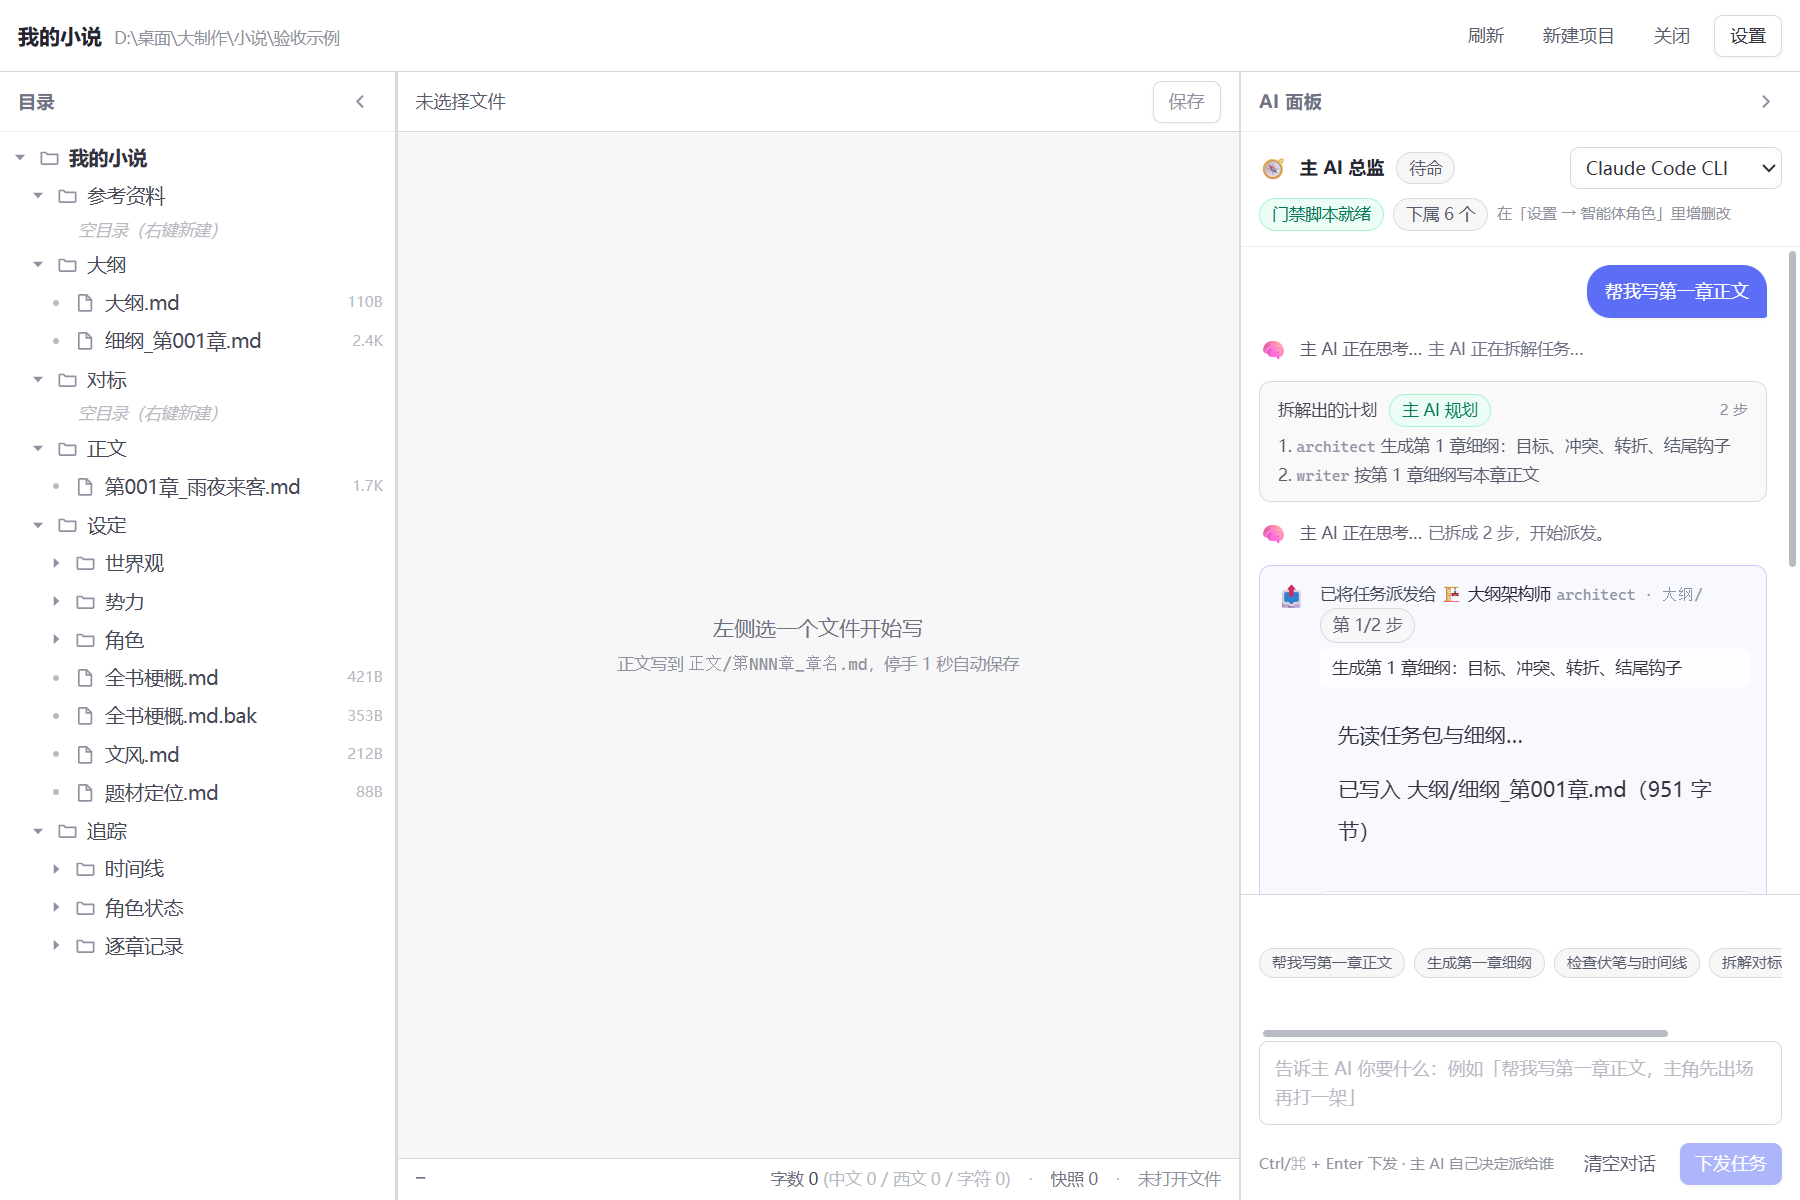 我的小说 D:\桌面\大制作\小说\验收示例
刷新 新建项目 关闭 设置
目录
我的小说
参考资料
空目录（右键新建）
大纲
大纲.md 110B
细纲_第001章.md 2.4K
对标
空目录（右键新建）
正文
第001章_雨夜来客.md 1.7K
设定
世界观
势力
角色
全书梗概.md 421B
全书梗概.md.bak 353B
文风.md 212B
题材定位.md 88B
追踪
时间线
角色状态
逐章记录
未选择文件 保存
左侧选一个文件开始写
正文写到 正文/第NNN章_章名.md，停手 1 秒自动保存
– 字数 0 (中文 0 / 西文 0 / 字符 0) · 快照 0 · 未打开文件
AI 面板
主 AI 总监 待命 Claude Code CLI
门禁脚本就绪 下属 6 个 在「设置 → 智能体角色」里增删改
帮我写第一章正文
主 AI 正在思考... 主 AI 正在拆解任务...
拆解出的计划 主 AI 规划 2 步
1. architect 生成第 1 章细纲：目标、冲突、转折、结尾钩子
2. writer 按第 1 章细纲写本章正文
主 AI 正在思考... 已拆成 2 步，开始派发。
已将任务派发给 大纲架构师 architect · 大纲/
第 1/2 步
生成第 1 章细纲：目标、冲突、转折、结尾钩子
先读任务包与细纲...
已写入 大纲/细纲_第001章.md（951 字
节）
帮我写第一章正文 生成第一章细纲 检查伏笔与时间线 拆解对标
告诉主 AI 你要什么：例如「帮我写第一章正文，主角先出场
再打一架」
Ctrl/⌘ + Enter 下发 · 主 AI 自己决定派给谁 清空对话 下发任务